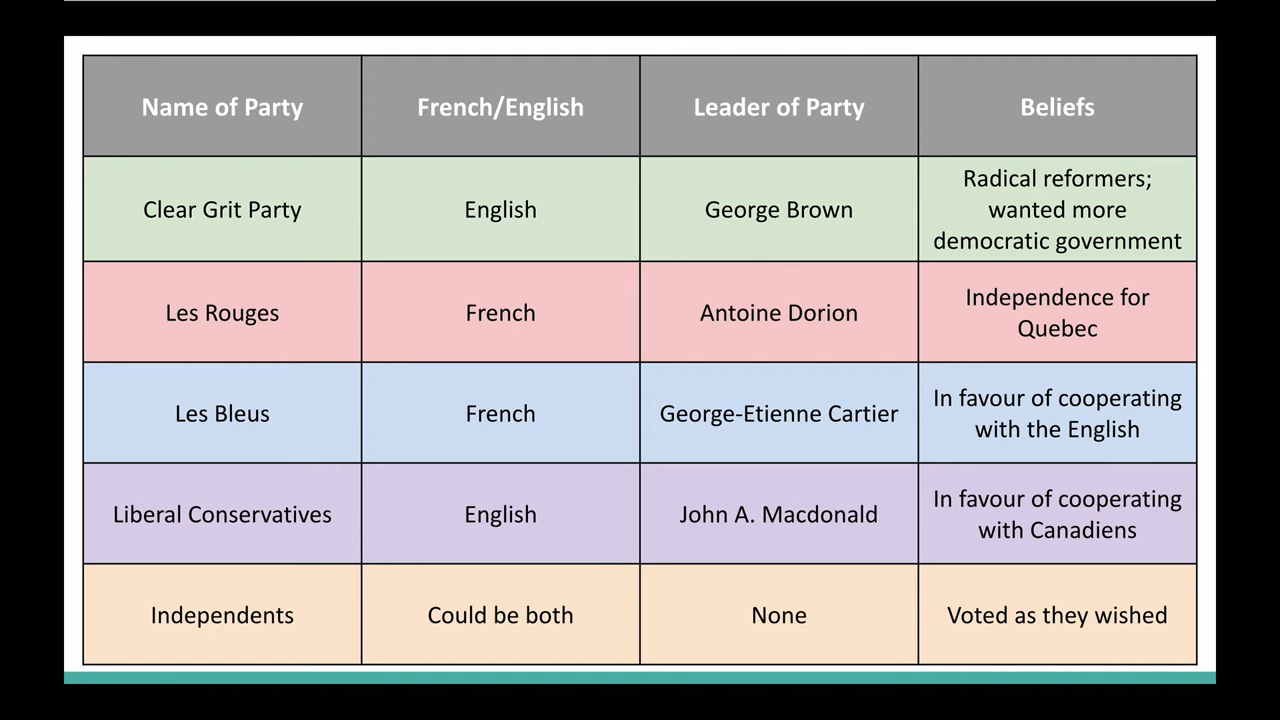 Name of Party French/English Leader of Party Beliefs
Clear Grit Party English George Brown Radical reformers;
wanted more
democratic government
Les Rouges French Antoine Dorion Independence for
Quebec
Les Bleus French George-Etienne Cartier In favour of cooperating
with the English
Liberal Conservatives English John A. Macdonald In favour of cooperating
with Canadiens
Independents Could be both None Voted as they wished